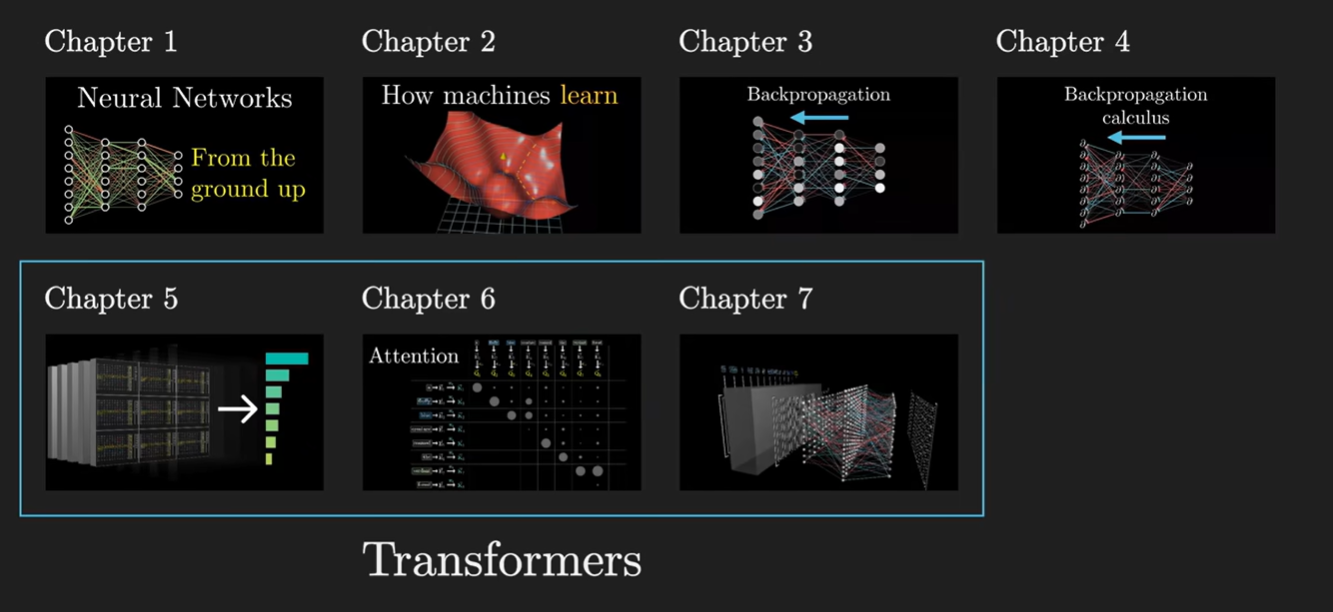 Chapter 1
Chapter 2
Chapter 3
Chapter 4
Neural Networks
From the
ground up
How machines learn
Backpropagation
Backpropagation
calculus
Chapter 5
Chapter 6
Chapter 7
Attention
Transformers